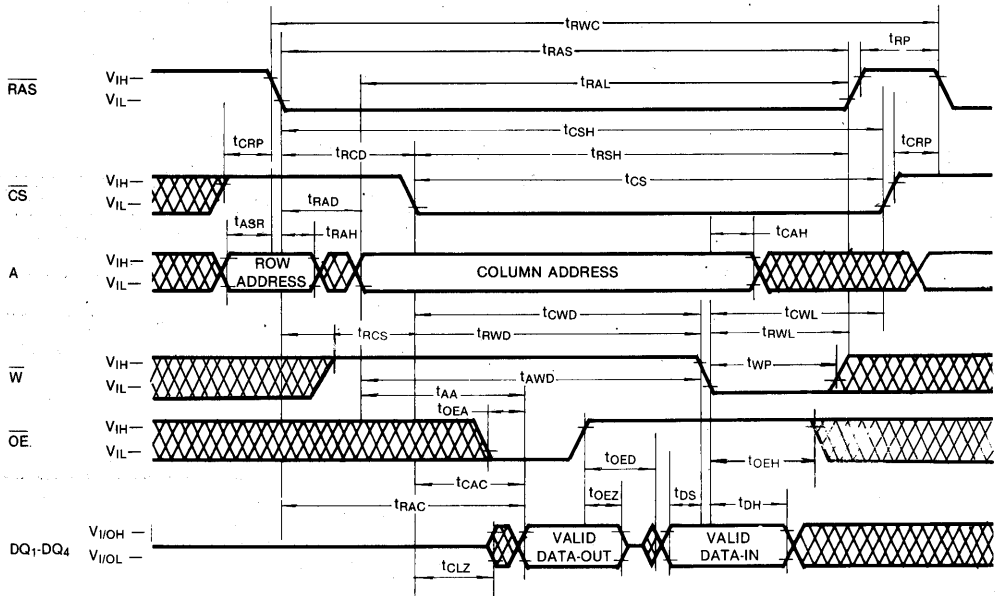 tRWC
tRAS
tRP
RAS
VIH—
VIL—
tRAL
tCSH
tCRP
tRCD
tRSH
tCRP
CS
VIH—
VIL—
tCS
tRAD
tASR
tRAH
tCAH
A
VIH—
VIL—
ROW
ADDRESS
COLUMN ADDRESS
tCWD
tCWL
tRCS
tRWD
tRWL
W
VIH—
VIL—
tWP
tAWD
tAA
tOEA
OE
VIH—
VIL—
tOED
tOEH
tCAC
tRAC
tOEZ
tDS
tDH
DQ1-DQ4
VI/OH—
VI/OL—
VALID
DATA-OUT
VALID
DATA-IN
tCLZ